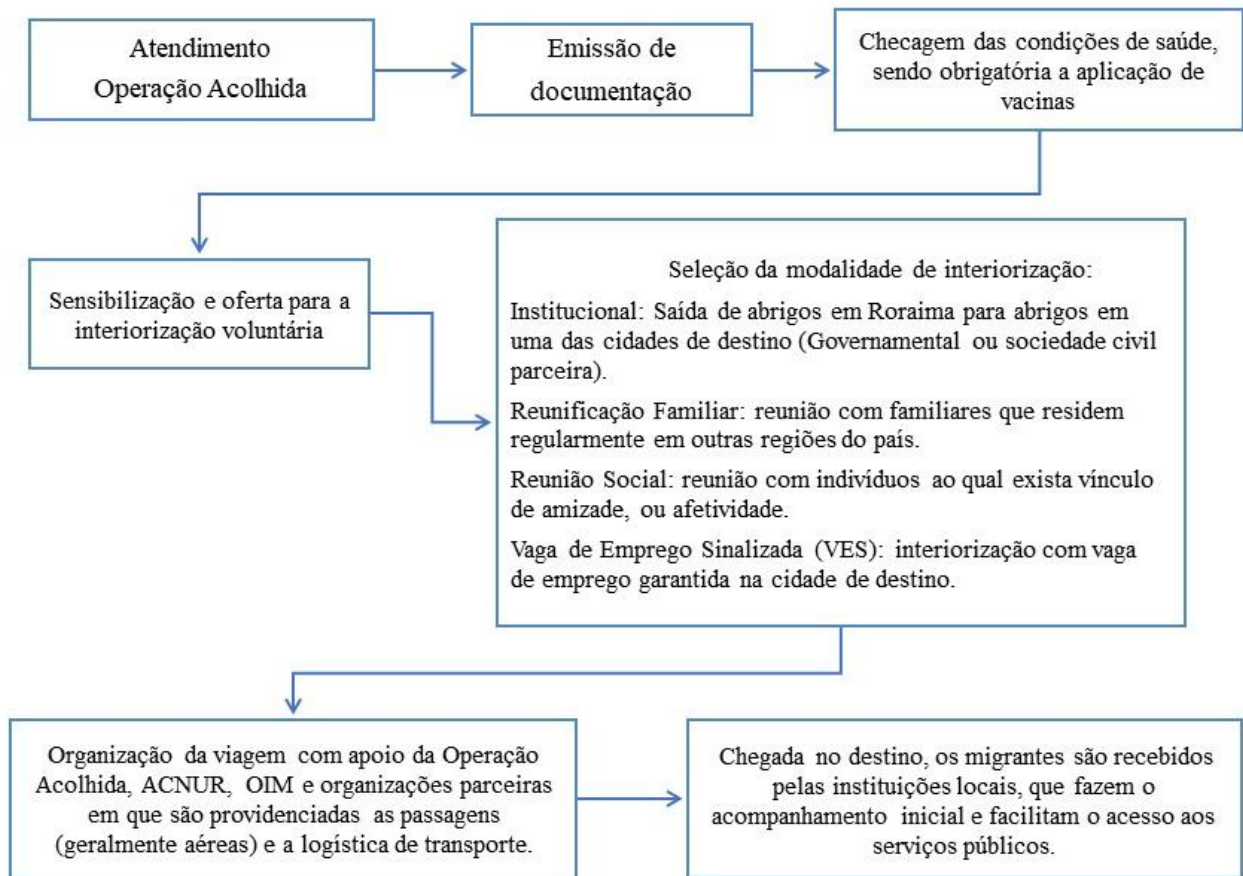 Atendimento
Operação Acolhida
Emissão de
documentação
Checagem das condições de saúde,
sendo obrigatória a aplicação de
vacinas
Sensibilização e oferta para a
interiorização voluntária
Seleção da modalidade de interiorização:
Institucional: Saída de abrigos em Roraima para abrigos em
uma das cidades de destino (Governamental ou sociedade civil
parceira).
Reunificação Familiar: reunião com familiares que residem
regularmente em outras regiões do país.
Reunião Social: reunião com indivíduos ao qual exista vínculo
de amizade, ou afetividade.
Vaga de Emprego Sinalizada (VES): interiorização com vaga
de emprego garantida na cidade de destino.
Organização da viagem com apoio da Operação
Acolhida, ACNUR, OIM e organizações parceiras
em que são providenciadas as passagens
(geralmente aéreas) e a logística de transporte.
Chegada no destino, os migrantes são recebidos
pelas instituições locais, que fazem o
acompanhamento inicial e facilitam o acesso aos
serviços públicos.